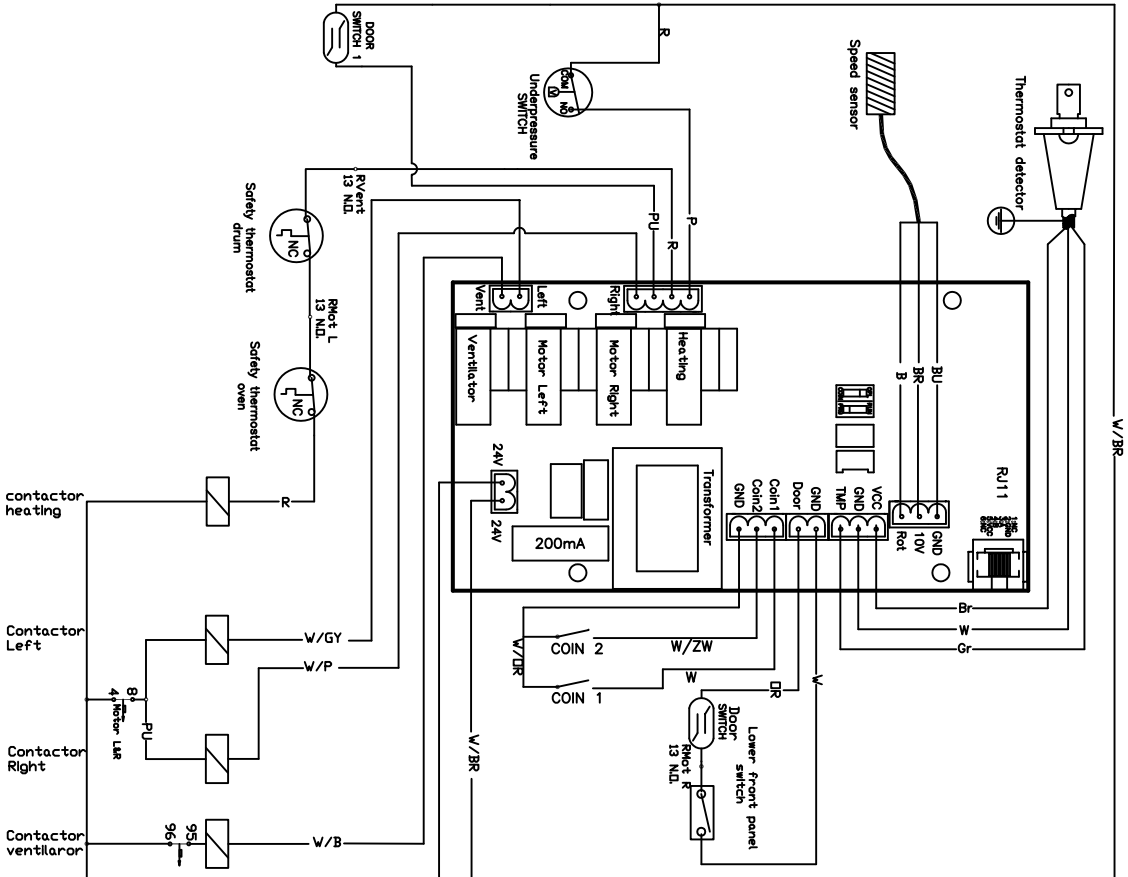 DOOR
SWITCH 1
R
COM
NO
Underpressure
SWITCH
Speed sensor
Thermostat detector
RVent
13 N.O.
Safety thermostat
drum
NC
RMot L
13 N.O.
Safety thermostat
oven
NC
PU
R
P
B
BR
BU
W/BR
Vent
Left
Right
Ventilator
Motor Left
Motor Right
Heating
24V
24V
200mA
Transformer
GND
Coin2
Coin1
Door
GND
TMP
GND
VCC
Rot
10V
GND
RJ11
contactor
heating
R
Contactor
Left
W/GY
W/P
4
8
Motor L&R
PU
Contactor
Right
Contactor
ventilaror
96
95
W/B
W/BR
W/OR
COIN 2
W/ZW
COIN 1
W
OR
W
Br
W
Gr
Door
SWITCH
Lower front panel
switch
RMot R
13 N.O.